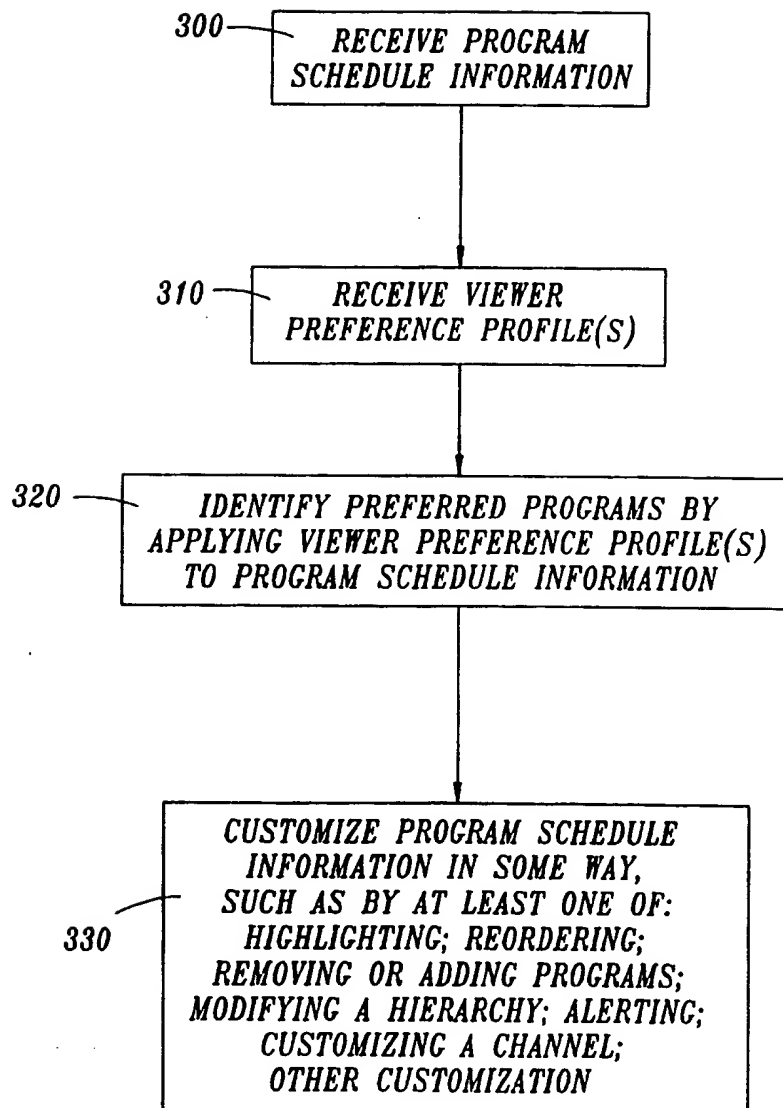 300
RECEIVE PROGRAM
SCHEDULE INFORMATION
310
RECEIVE VIEWER
PREFERENCE PROFILE(S)
320
IDENTIFY PREFERRED PROGRAMS BY
APPLYING VIEWER PREFERENCE PROFILE(S)
TO PROGRAM SCHEDULE INFORMATION
330
CUSTOMIZE PROGRAM SCHEDULE
INFORMATION IN SOME WAY,
SUCH AS BY AT LEAST ONE OF:
HIGHLIGHTING; REORDERING;
REMOVING OR ADDING PROGRAMS;
MODIFYING A HIERARCHY; ALERTING;
CUSTOMIZING A CHANNEL;
OTHER CUSTOMIZATION